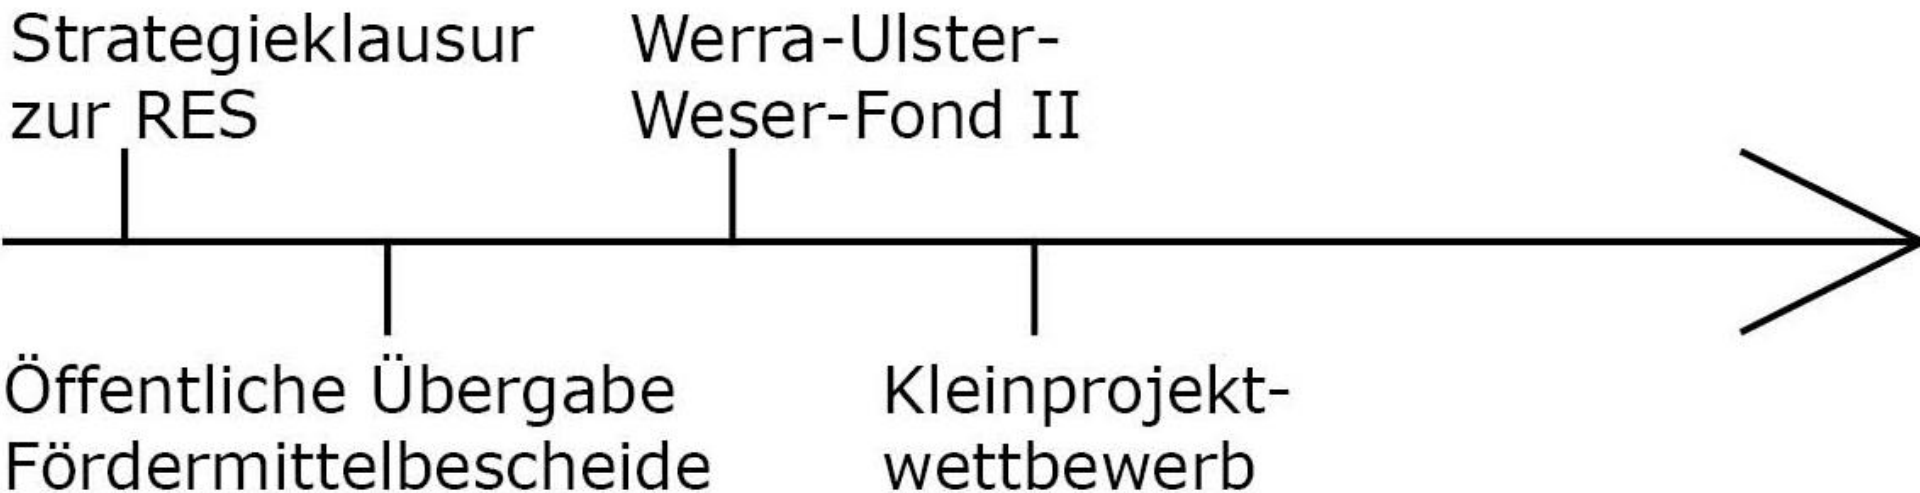 Strategieklausur
zur RES
Werra-Ulster-
Weser-Fond II
Öffentliche Übergabe
Fördermittelbescheide
Kleinprojekt-
wettbewerb